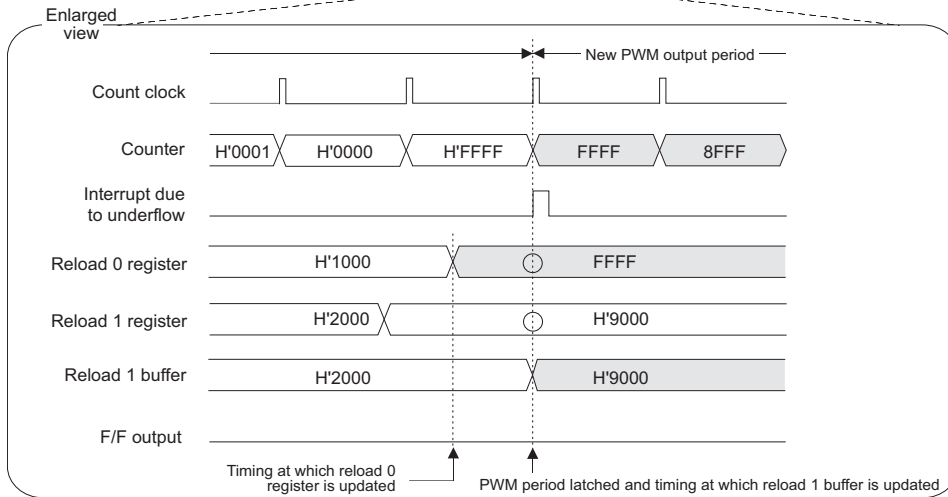 Enlarged
view
New PWM output period
Count clock
Counter
H'0001
H'0000
H'FFFF
FFFF
8FFF
Interrupt due
to underflow
Reload 0 register
H'1000
FFFF
Reload 1 register
H'2000
H'9000
Reload 1 buffer
H'2000
H'9000
F/F output
Timing at which reload 0
register is updated
PWM period latched and timing at which reload 1 buffer is updated